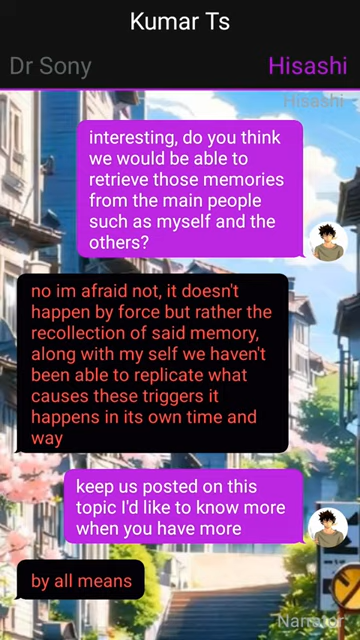 Kumar Ts
Dr Sony
Hisashi
Hisashi
interesting, do you think
we would be able to
retrieve those memories
from the main people
such as myself and the
others?
no im afraid not, it doesn't
happen by force but rather the
recollection of said memory,
along with my self we haven't
been able to replicate what
causes these triggers it
happens in its own time and
way
keep us posted on this
topic I'd like to know more
when you have more
by all means
Narrator